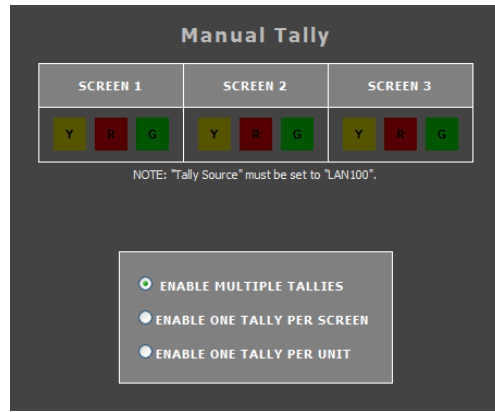 Manual Tally
SCREEN 1 SCREEN 2 SCREEN 3
Y R G Y R G Y R G
NOTE: "Tally Source" must be set to "LAN100".
ENABLE MULTIPLE TALLIES
ENABLE ONE TALLY PER SCREEN
ENABLE ONE TALLY PER UNIT